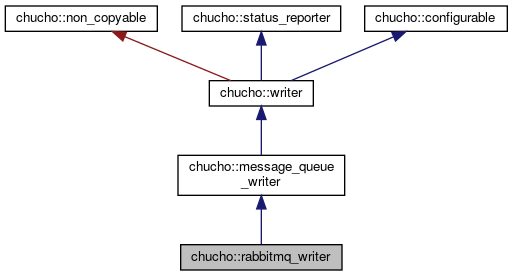 chucho::non_copyable
chucho::status_reporter
chucho::configurable
chucho::writer
chucho::message_queue
_writer
chucho::rabbitmq_writer